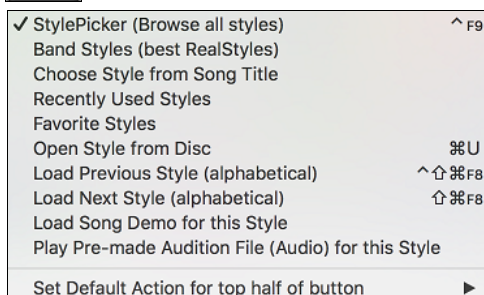 ✓ StylePicker (Browse all styles) ^ F9
Band Styles (best RealStyles)
Choose Style from Song Title
Recently Used Styles
Favorite Styles
Open Style from Disc ⌘U
Load Previous Style (alphabetical) ^⇧⌘F8
Load Next Style (alphabetical) ⇧⌘F8
Load Song Demo for this Style
Play Pre-made Audition File (Audio) for this Style
Set Default Action for top half of button ▶